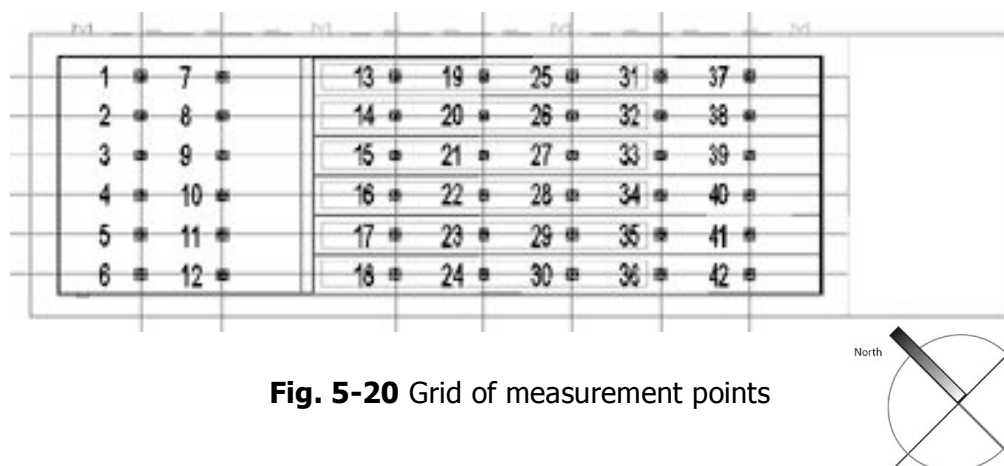 1 7 13 19 25 31 37
2 8 14 20 26 32 38
3 9 15 21 27 33 39
4 10 16 22 28 34 40
5 11 17 23 29 35 41
6 12 18 24 30 36 42
North
Fig. 5-20 Grid of measurement points